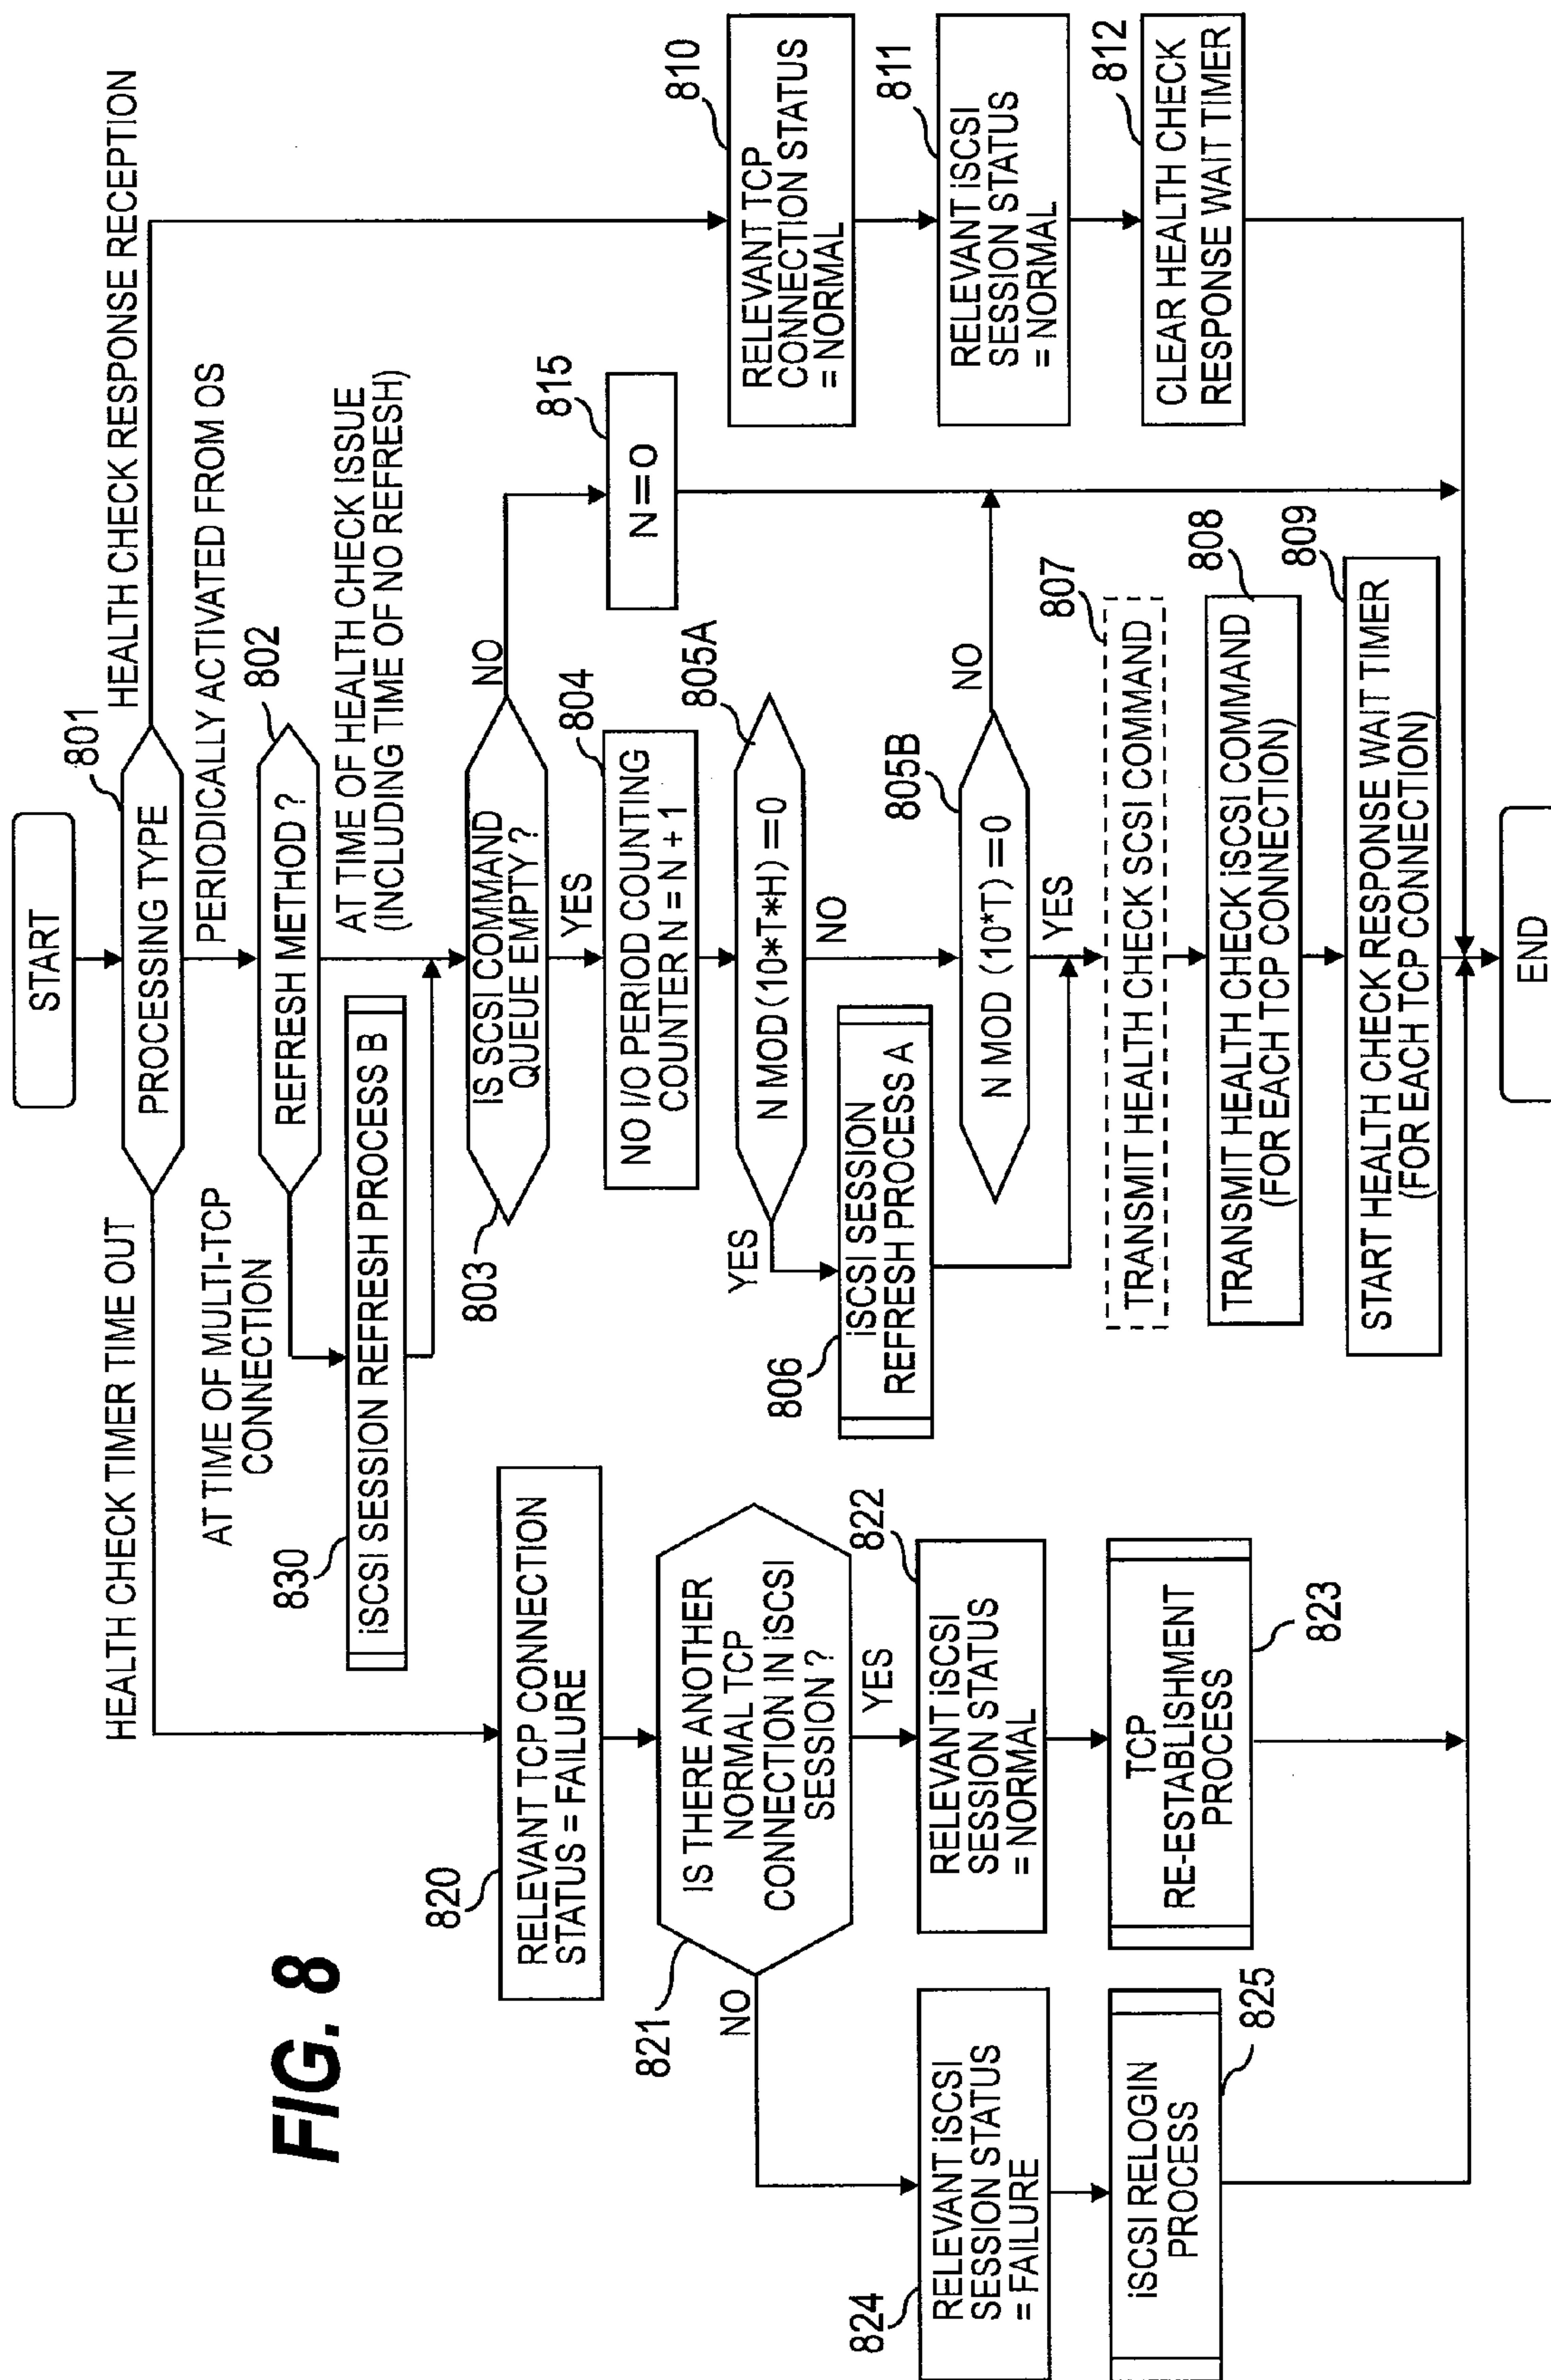 FIG. 8
START
801
PROCESSING TYPE
HEALTH CHECK TIMER TIME OUT
HEALTH CHECK RESPONSE RECEPTION
PERIODICALLY ACTIVATED FROM OS
802
REFRESH METHOD ?
AT TIME OF MULTI-TCP
CONNECTION
AT TIME OF HEALTH CHECK ISSUE
(INCLUDING TIME OF NO REFRESH)
830
iSCSI SESSION REFRESH PROCESS B
803
IS SCSI COMMAND
QUEUE EMPTY ?
NO
YES
815
N=0
804
NO I/O PERIOD COUNTING
COUNTER N = N + 1
805A
N MOD (10*T*H) = 0
YES
NO
806
iSCSI SESSION
REFRESH PROCESS A
805B
N MOD (10*T) = 0
NO
YES
807
TRANSMIT HEALTH CHECK SCSI COMMAND
808
TRANSMIT HEALTH CHECK iSCSI COMMAND
(FOR EACH TCP CONNECTION)
809
START HEALTH CHECK RESPONSE WAIT TIMER
(FOR EACH TCP CONNECTION)
810
RELEVANT TCP
CONNECTION STATUS
= NORMAL
811
RELEVANT iSCSI
SESSION STATUS
= NORMAL
812
CLEAR HEALTH CHECK
RESPONSE WAIT TIMER
820
RELEVANT TCP CONNECTION
STATUS = FAILURE
821
IS THERE ANOTHER
NORMAL TCP
CONNECTION IN iSCSI
SESSION ?
NO
YES
822
RELEVANT iSCSI
SESSION STATUS
= NORMAL
823
TCP
RE-ESTABLISHMENT
PROCESS
824
RELEVANT iSCSI
SESSION STATUS
= FAILURE
825
iSCSI RELOGIN
PROCESS
END